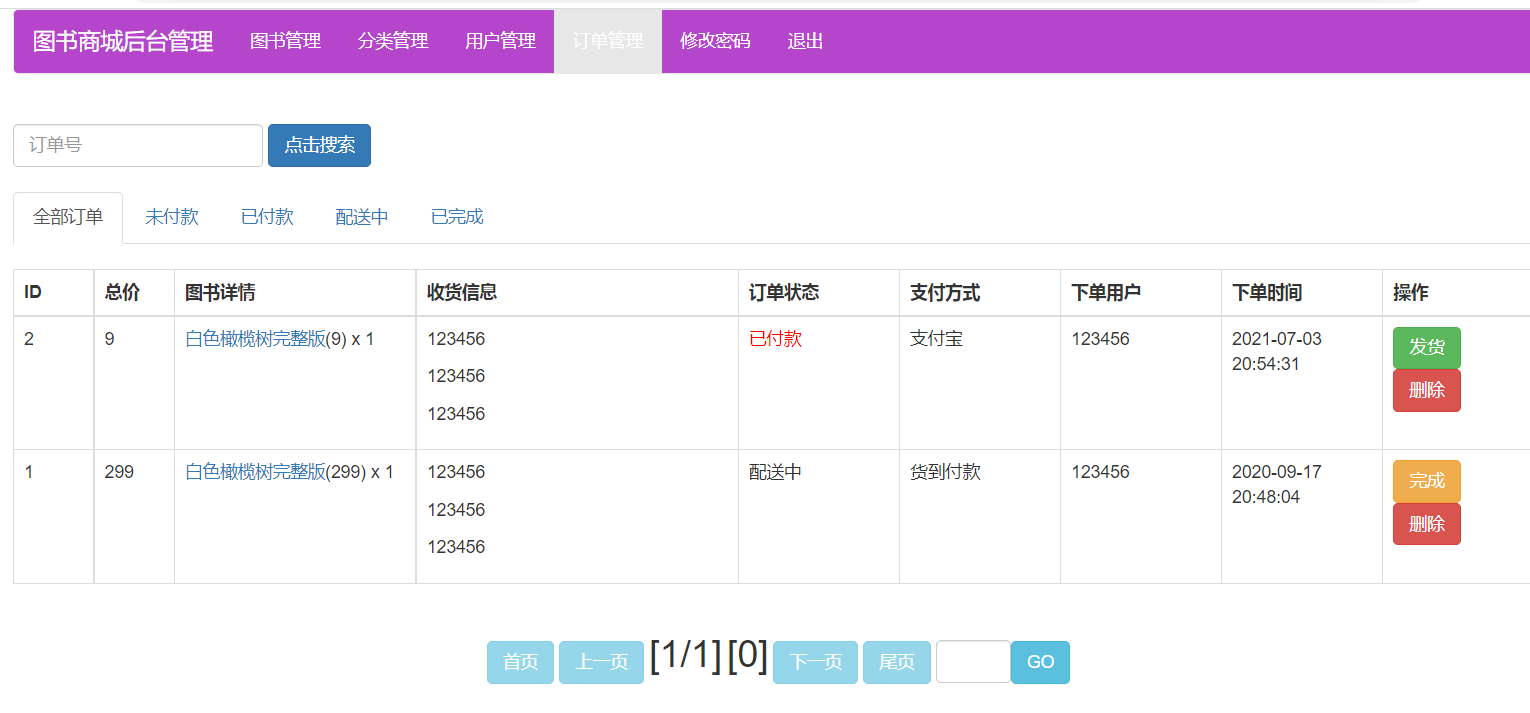 图书商城后台管理 图书管理 分类管理 用户管理 订单管理 修改密码 退出
订单号 点击搜索
全部订单 未付款 已付款 配送中 已完成
ID 总价 图书详情 收货信息 订单状态 支付方式 下单用户 下单时间 操作
2 9 白色橄榄树完整版(9) x 1 123456 已付款 支付宝 123456 2021-07-03 发货
20:54:31
123456 删除
123456
1 299 白色橄榄树完整版(299) x 1 123456 配送中 货到付款 123456 2020-09-17 完成
20:48:04
123456 删除
123456
首页 上一页 [1/1][0] 下一页 尾页 GO